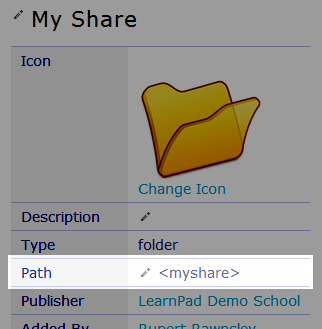 My Share
Icon
Change Icon
Description
Type folder
Path <myshare>
Publisher LearnPad Demo School
Added By Rupert Rawnsley